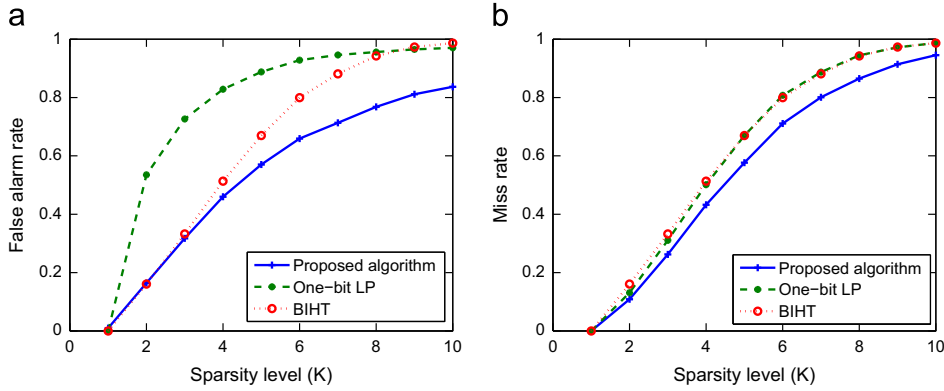 a
False alarm rate
1
0.8
0.6
0.4
0.2
0
0 2 4 6 8 10
Sparsity level (K)
Proposed algorithm
One-bit LP
BIHT
b
Miss rate
1
0.8
0.6
0.4
0.2
0
0 2 4 6 8 10
Sparsity level (K)
Proposed algorithm
One-bit LP
BIHT